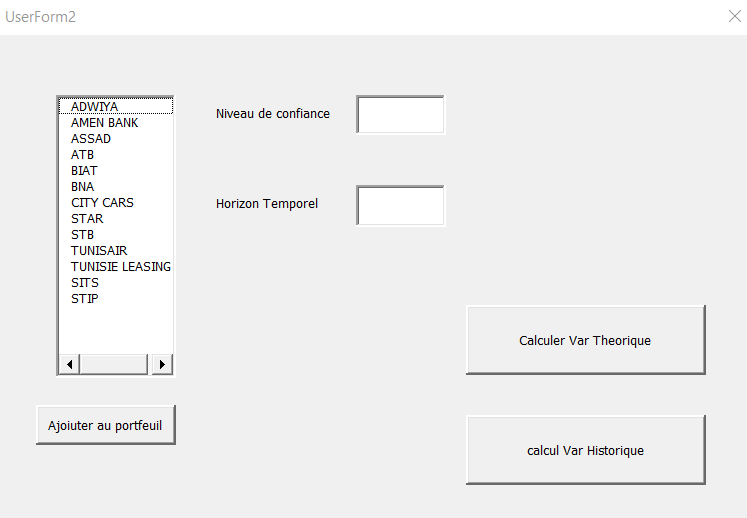 UserForm2
ADWIYA
AMEN BANK
ASSAD
ATB
BIAT
BNA
CITY CARS
STAR
STB
TUNISAIR
TUNISIE LEASING
SITS
STIP
Niveau de confiance
Horizon Temporel
Calculer Var Theorique
Ajoiuter au portfeuil
calcul Var Historique